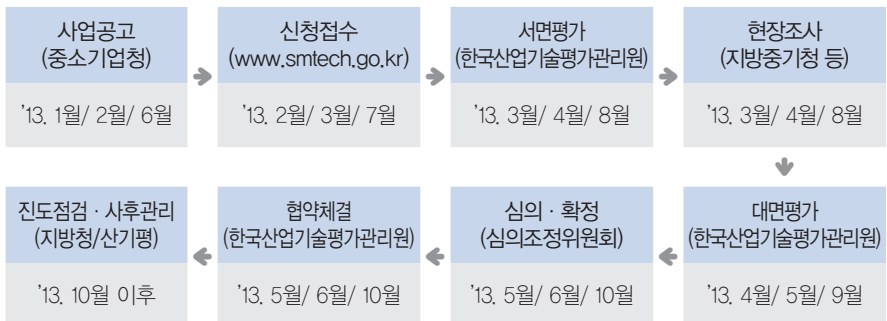 사업공고
(중소기업청)
'13. 1월/ 2월/ 6월
신청접수
(www.smtech.go.kr)
'13. 2월/ 3월/ 7월
서면평가
(한국산업기술평가관리원)
'13. 3월/ 4월/ 8월
현장조사
(지방중기청 등)
'13. 3월/ 4월/ 8월
대면평가
(한국산업기술평가관리원)
'13. 4월/ 5월/ 9월
심의 · 확정
(심의조정위원회)
'13. 5월/ 6월/ 10월
협약체결
(한국산업기술평가관리원)
'13. 5월/ 6월/ 10월
진도점검 · 사후관리
(지방청/산기평)
'13. 10월 이후